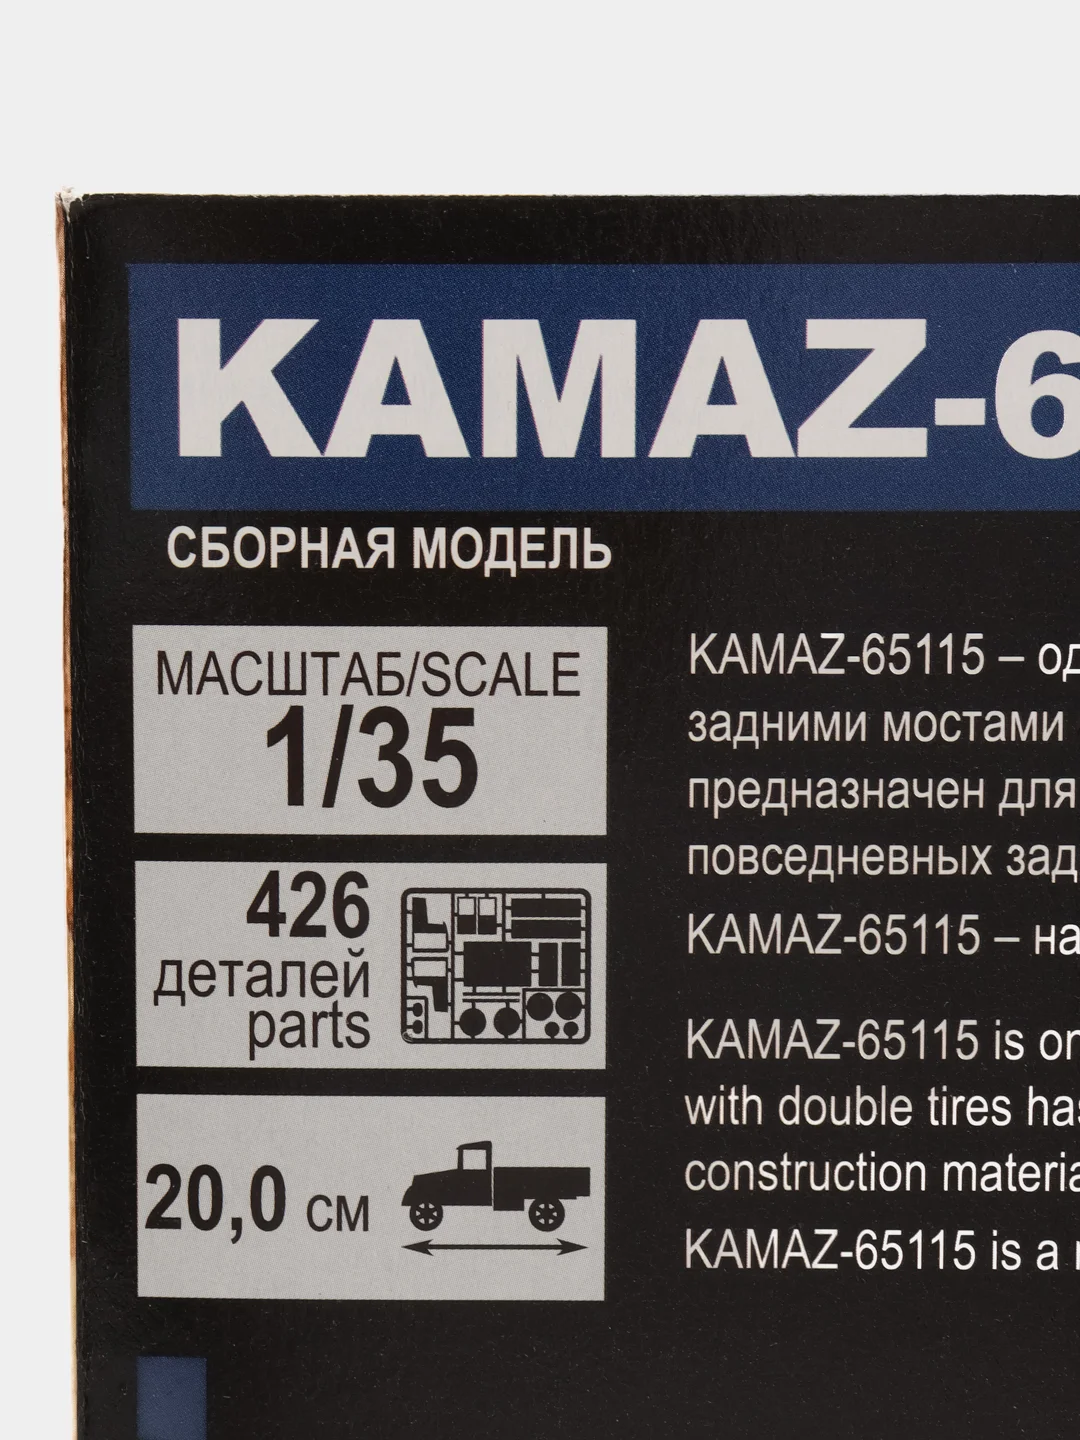 KAMAZ-6
СБОРНАЯ МОДЕЛЬ
МАСШТАБ/SCALE
1/35
426
деталей
parts
20,0 см
KAMAZ-65115 – од
задними мостами
предназначен для
повседневных зад
KAMAZ-65115 – на
KAMAZ-65115 is on
with double tires has
construction materia
KAMAZ-65115 is a